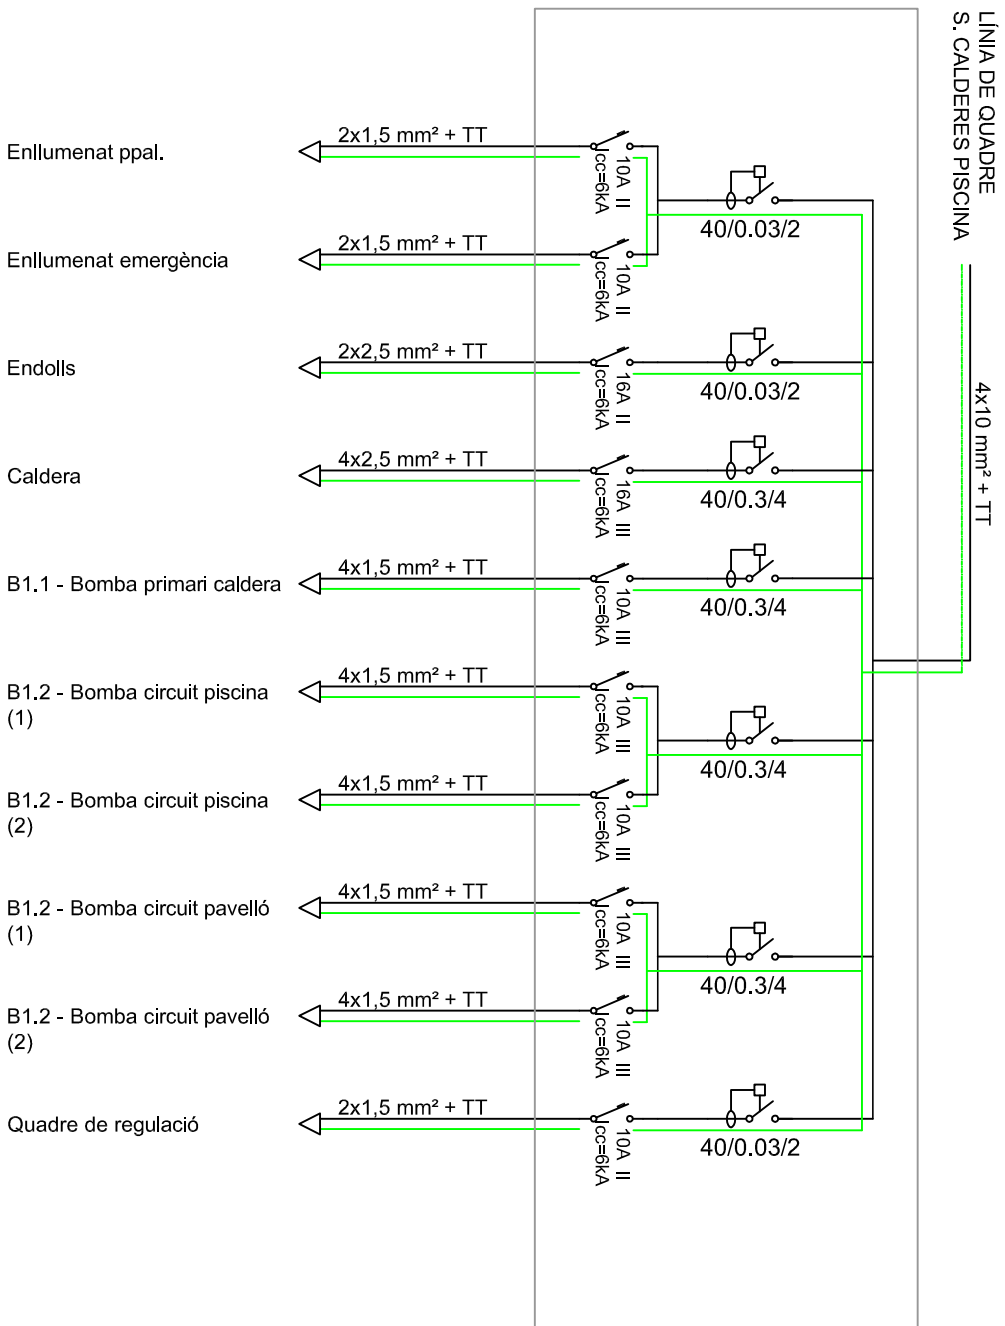 LÍNIA DE QUADRE
S. CALDERES PISCINA
4x10 mm² + TT
Enllumenat ppal.
2x1,5 mm² + TT
10A II
Icc=6kA
40/0.03/2
Enllumenat emergència
2x1,5 mm² + TT
10A II
Icc=6kA
Endolls
2x2,5 mm² + TT
16A II
Icc=6kA
40/0.03/2
Caldera
4x2,5 mm² + TT
16A III
Icc=6kA
40/0.3/4
B1.1 - Bomba primari caldera
4x1,5 mm² + TT
10A III
Icc=6kA
40/0.3/4
B1.2 - Bomba circuit piscina
(1)
4x1,5 mm² + TT
10A III
Icc=6kA
40/0.3/4
B1.2 - Bomba circuit piscina
(2)
4x1,5 mm² + TT
10A III
Icc=6kA
B1.2 - Bomba circuit pavelló
(1)
4x1,5 mm² + TT
10A III
Icc=6kA
40/0.3/4
B1.2 - Bomba circuit pavelló
(2)
4x1,5 mm² + TT
10A III
Icc=6kA
Quadre de regulació
2x1,5 mm² + TT
10A II
Icc=6kA
40/0.03/2